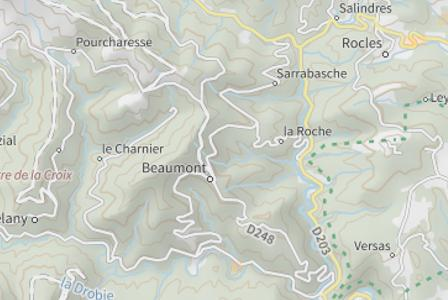 Salindres
Pourcharesse
Rocles
Sarrabasche
Ley
la Roche
zial
le Charnier
Beaumont
re de la Croix
elany
D248
D203
Versas
la Drobie